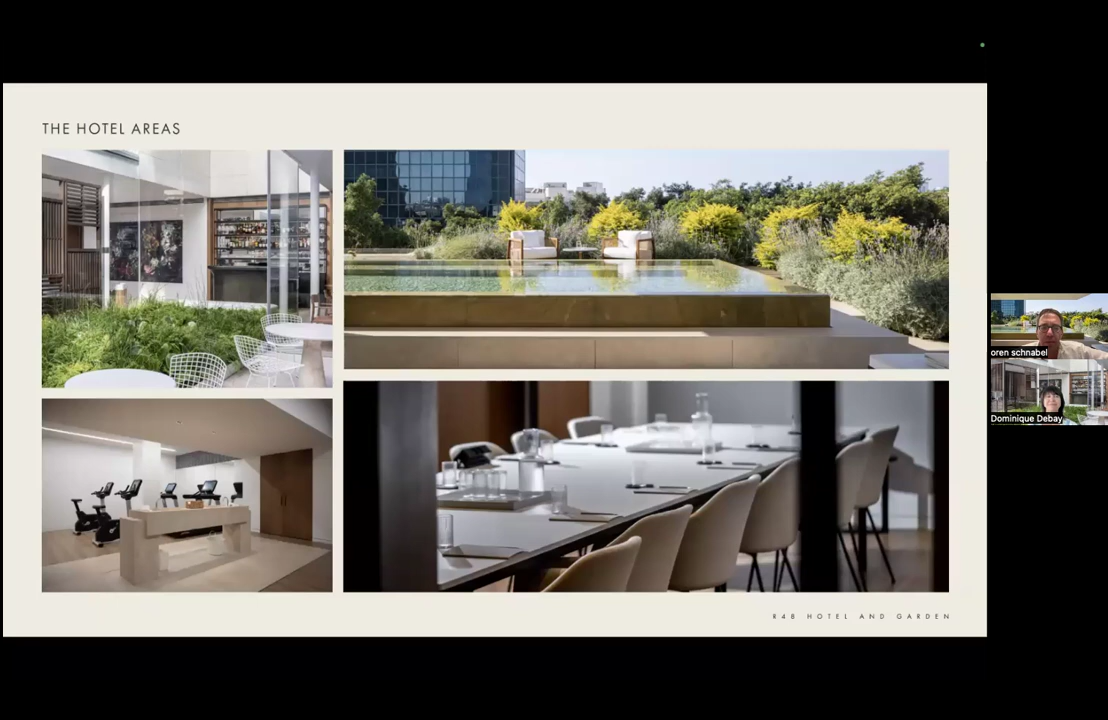 THE HOTEL AREAS
oren schnabel
Dominique Debay
R48 HOTEL AND GARDEN